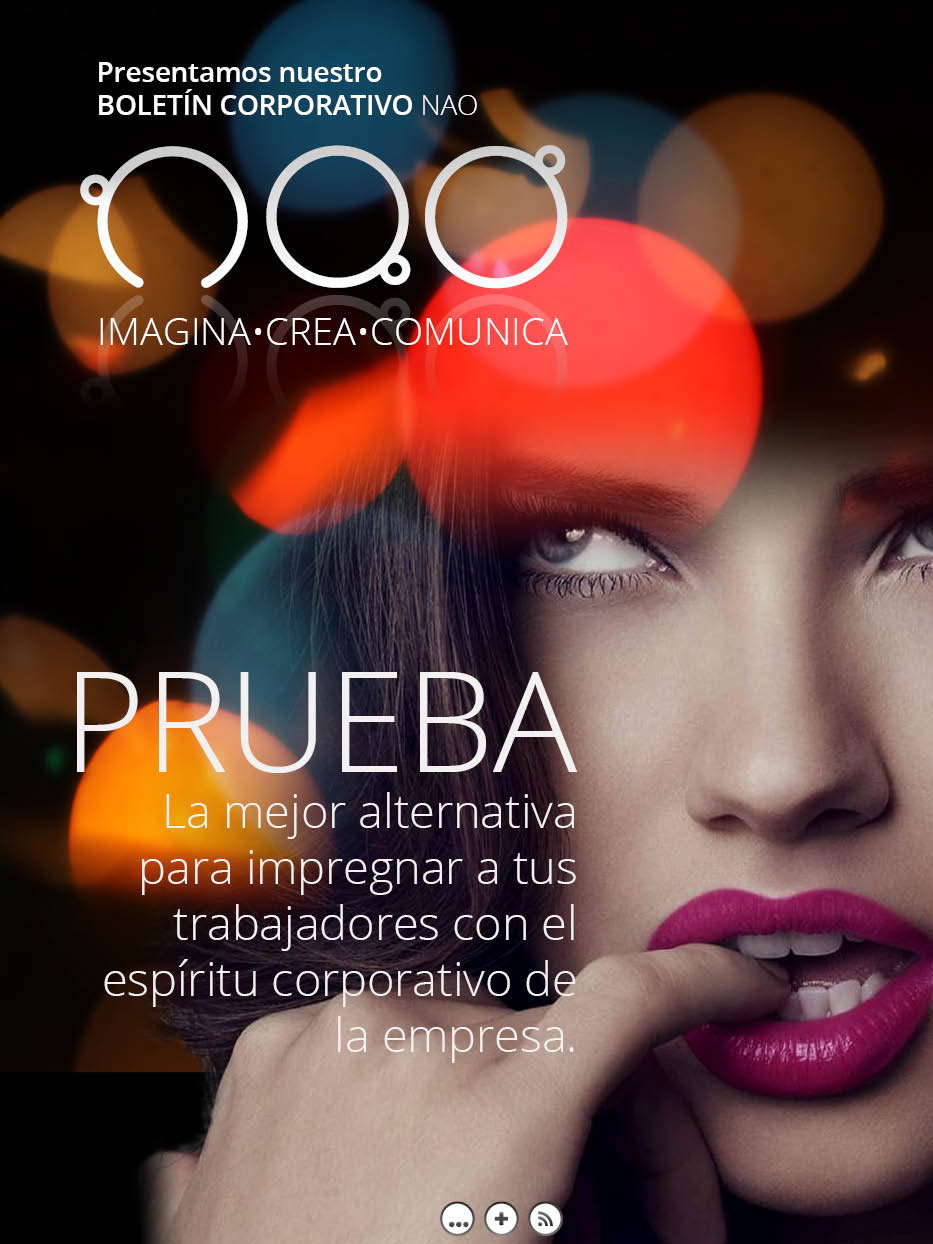 Presentamos nuestro
BOLETÍN CORPORATIVO NAO
nao
IMAGINA•CREA•COMUNICA
PRUEBA
La mejor alternativa
para impregnar a tus
trabajadores con el
espíritu corporativo de
la empresa.